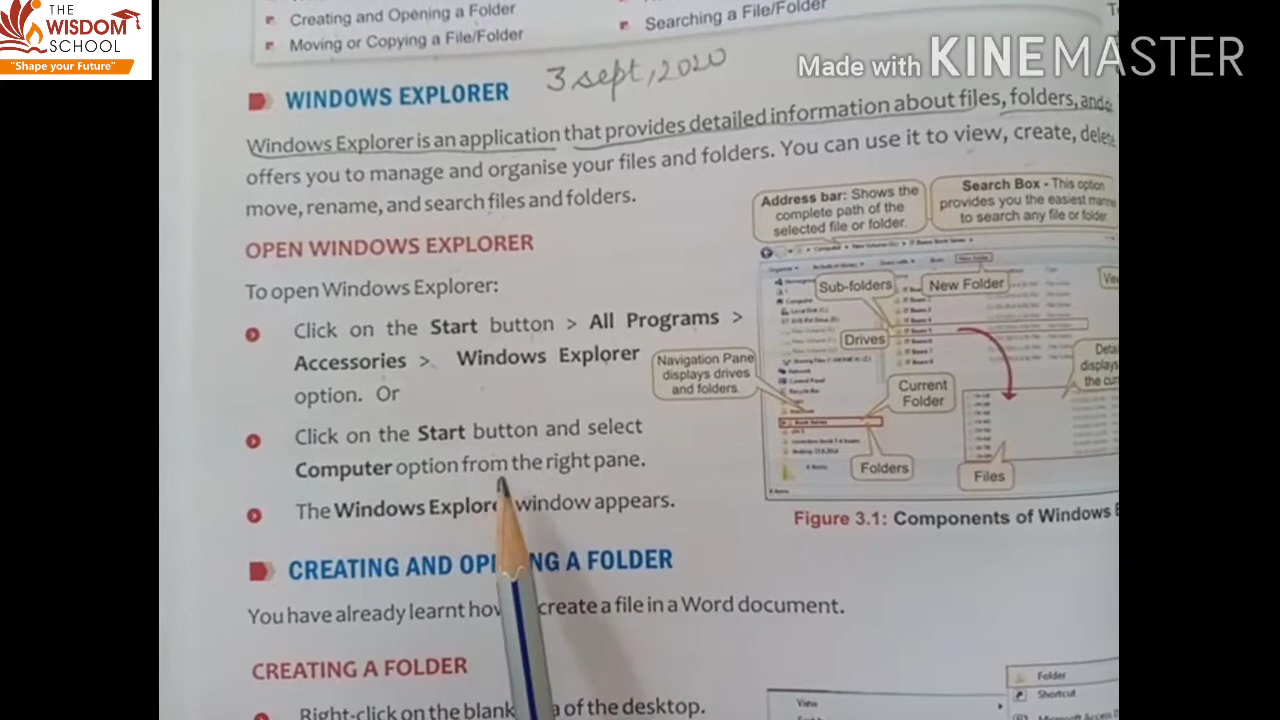 THE
WISDOM
SCHOOL
"Shape your Future"
Made with KINEMASTER
Creating and Opening a Folder
Moving or Copying a File/Folder
Searching a File/Folder
WINDOWS EXPLORER
3 sept, 2020
Windows Explorer is an application that provides detailed information about files, folders, and
offers you to manage and organise your files and folders. You can use it to view, create, delete
move, rename, and search files and folders.
OPEN WINDOWS EXPLORER
To open Windows Explorer:
Click on the Start button > All Programs >
Accessories > Windows Explorer
option. Or
Click on the Start button and select
Computer option from the right pane.
The Windows Explore window appears.
Address bar: Shows the
complete path of the
selected file or folder.
Search Box - This option
provides you the easiest
to search any file or folder
Sub-folders
New Folder
Drives
Navigation Pane
displays drives
and folders.
Current
Folder
displays
the
Folders
Files
Figure 3.1: Components of Windows
CREATING AND A FOLDER
You have already learnt create a file in a Word document.
CREATING A FOLDER
Right-click on the blank of the desktop.
View
Folder
Shortcut